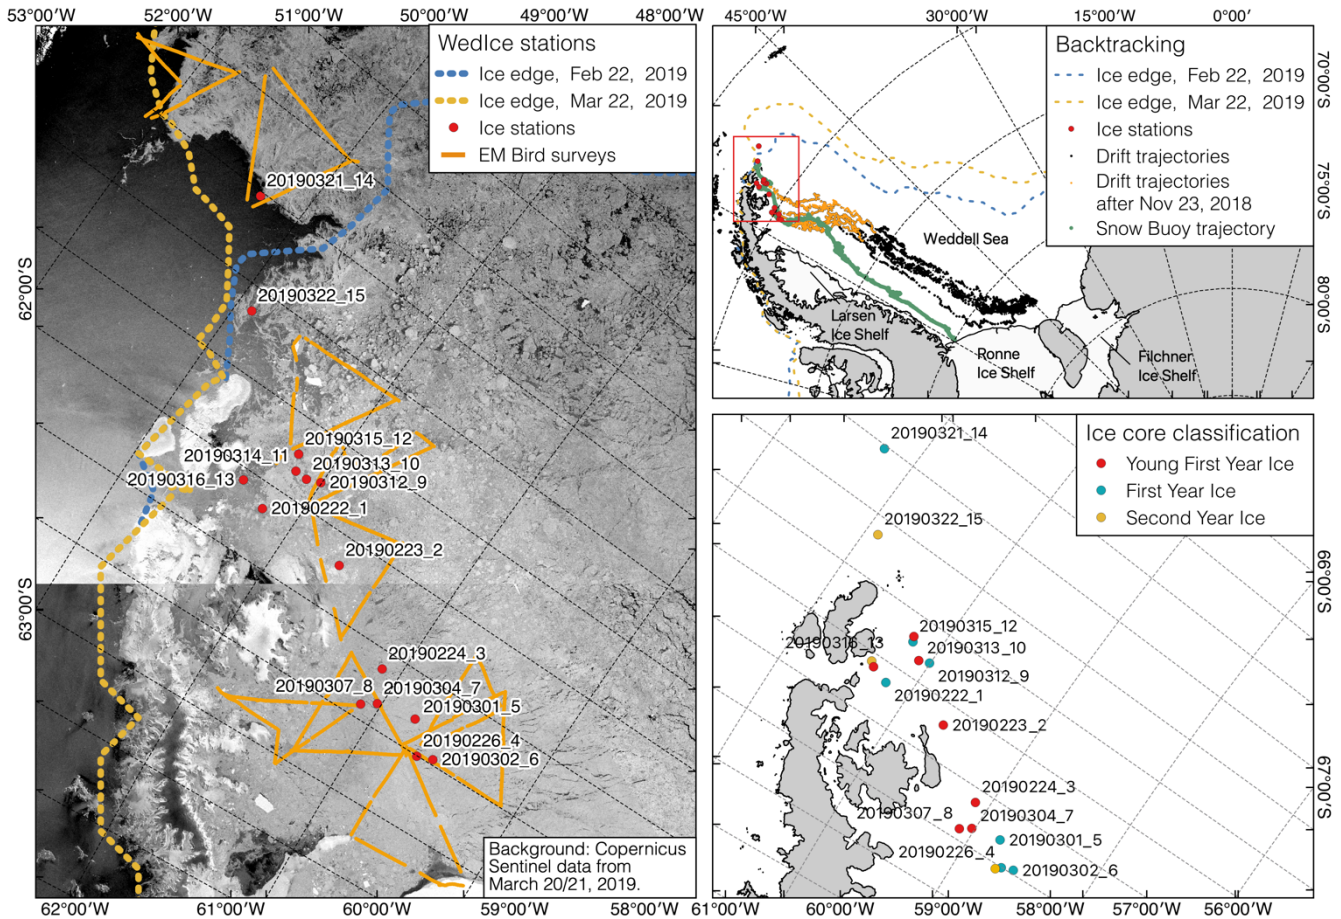 53°00'W
52°00'W
51°00'W
50°00'W
49°00'W
48°00'W
WedIce stations
Ice edge, Feb 22, 2019
Ice edge, Mar 22, 2019
Ice stations
EM Bird surveys
20190321_14
20190322_15
20190315_12
20190314_11
20190313_10
20190316_13
20190312_9
20190222_1
20190223_2
20190224_3
20190307_8
20190304_7
20190301_5
20190226_4
20190302_6
62°00'S
63°00'S
Background: Copernicus
Sentinel data from
March 20/21, 2019.
62°00'W
61°00'W
60°00'W
59°00'W
58°00'W
45°00'W
30°00'W
15°00'W
0°00'
Backtracking
Ice edge, Feb 22, 2019
Ice edge, Mar 22, 2019
Ice stations
Drift trajectories
Drift trajectories
after Nov 23, 2018
Snow Buoy trajectory
Weddell Sea
Larsen
Ice Shelf
Ronne
Ice Shelf
Filchner
Ice Shelf
70°00'S
75°00'S
80°00'S
Ice core classification
Young First Year Ice
First Year Ice
Second Year Ice
20190321_14
20190322_15
20190315_12
20190316_13
20190313_10
20190312_9
20190222_1
20190223_2
20190224_3
20190307_8
20190304_7
20190301_5
20190226_4
20190302_6
66°00'S
67°00'S
61°00'W
60°00'W
59°00'W
58°00'W
57°00'W
56°00'W